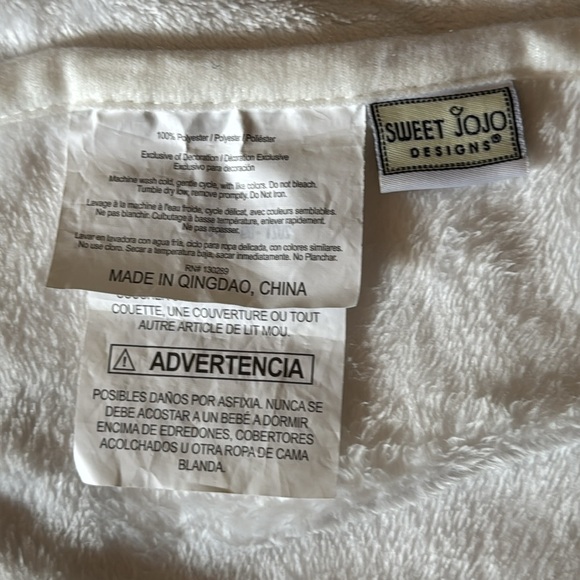 100% Polyester / Polyester / Poliéster
Exclusive of Decoration / Décoration Exclusive
Exclusivo para decoración
Machine wash cold, gentle cycle, with like colors. Do not bleach.
Tumble dry low, remove promptly. Do Not Iron.
Lavage à la machine à l'eau froide, cycle délicat, avec couleurs semblables.
Ne pas blanchir. Culbutage à basse température, enlever rapidement.
Ne pas repasser.
Lavar en lavadora con agua fría, ciclo para ropa delicada, con colores similares.
No use cloro. Secar a temperatura baja, sacar inmediatamente. No Planchar.
RN# 130289
MADE IN QINGDAO, CHINA
COUETTE, UNE COUVERTURE OU TOUT
AUTRE ARTICLE DE LIT MOU.
ADVERTENCIA
POSIBLES DAÑOS POR ASFIXIA. NUNCA SE
DEBE ACOSTAR A UN BEBÉ A DORMIR
ENCIMA DE EDREDONES, COBERTORES
ACOLCHADOS U OTRA ROPA DE CAMA
BLANDA.
SWEET JOJO
DESIGNS®